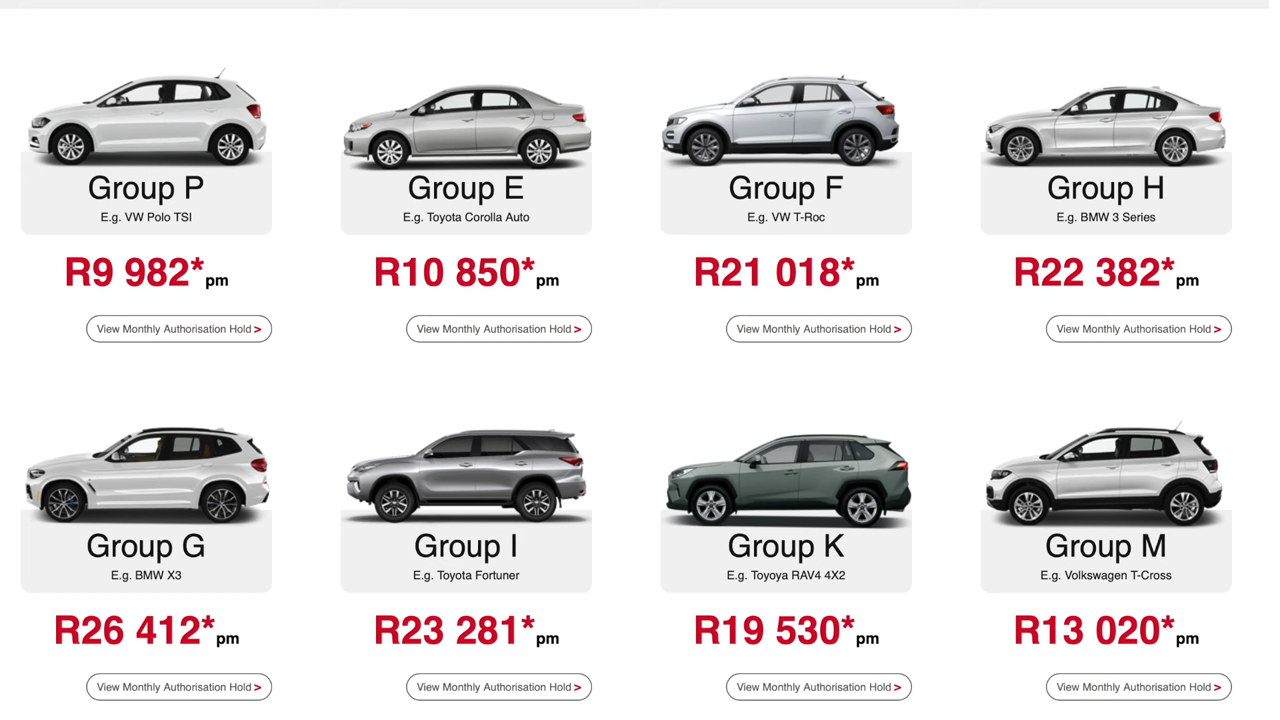 Group P
E.g. VW Polo TSI
R9 982*pm
View Monthly Authorisation Hold >
Group E
E.g. Toyota Corolla Auto
R10 850*pm
View Monthly Authorisation Hold >
Group F
E.g. VW T-Roc
R21 018*pm
View Monthly Authorisation Hold >
Group H
E.g. BMW 3 Series
R22 382*pm
View Monthly Authorisation Hold >
Group G
E.g. BMW X3
R26 412*pm
View Monthly Authorisation Hold >
Group I
E.g. Toyota Fortuner
R23 281*pm
View Monthly Authorisation Hold >
Group K
E.g. Toyoya RAV4 4X2
R19 530*pm
View Monthly Authorisation Hold >
Group M
E.g. Volkswagen T-Cross
R13 020*pm
View Monthly Authorisation Hold >